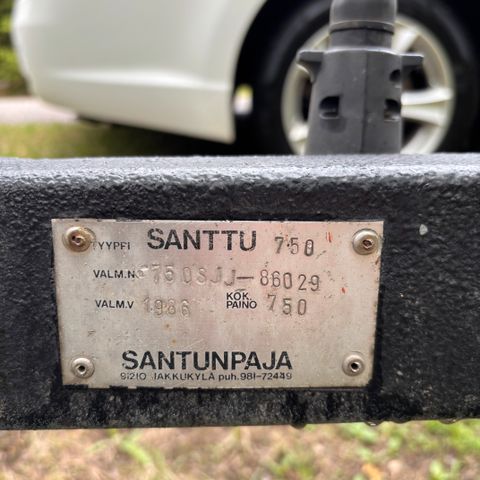 TYYPPI SANTTU 750
VALM.N° 750SJJ-86029
VALM.V 1986 KOK. PAINO 750
SANTUNPAJA
91210 JAKKUKYLÄ puh. 981-72449